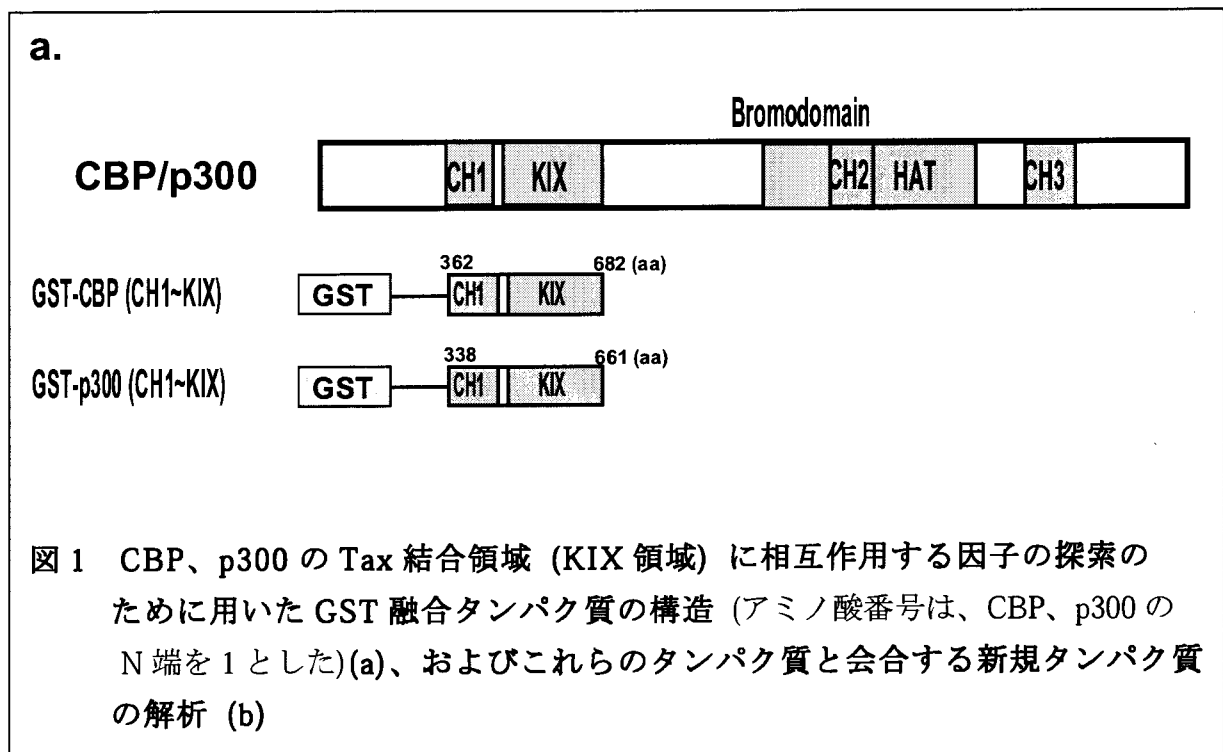 a.
Bromodomain
CBP/p300 CH1 KIX CH2 HAT CH3
362 682 (aa)
GST-CBP (CH1~KIX) GST CH1 KIX
338 661 (aa)
GST-p300 (CH1~KIX) GST CH1 KIX
図 1 CBP、p300 の Tax 結合領域 (KIX 領域) に相互作用する因子の探索の
ために用いた GST 融合タンパク質の構造 (アミノ酸番号は、CBP、p300 の
N 端を 1 とした)(a)、およびこれらのタンパク質と会合する新規タンパク質
の解析 (b)